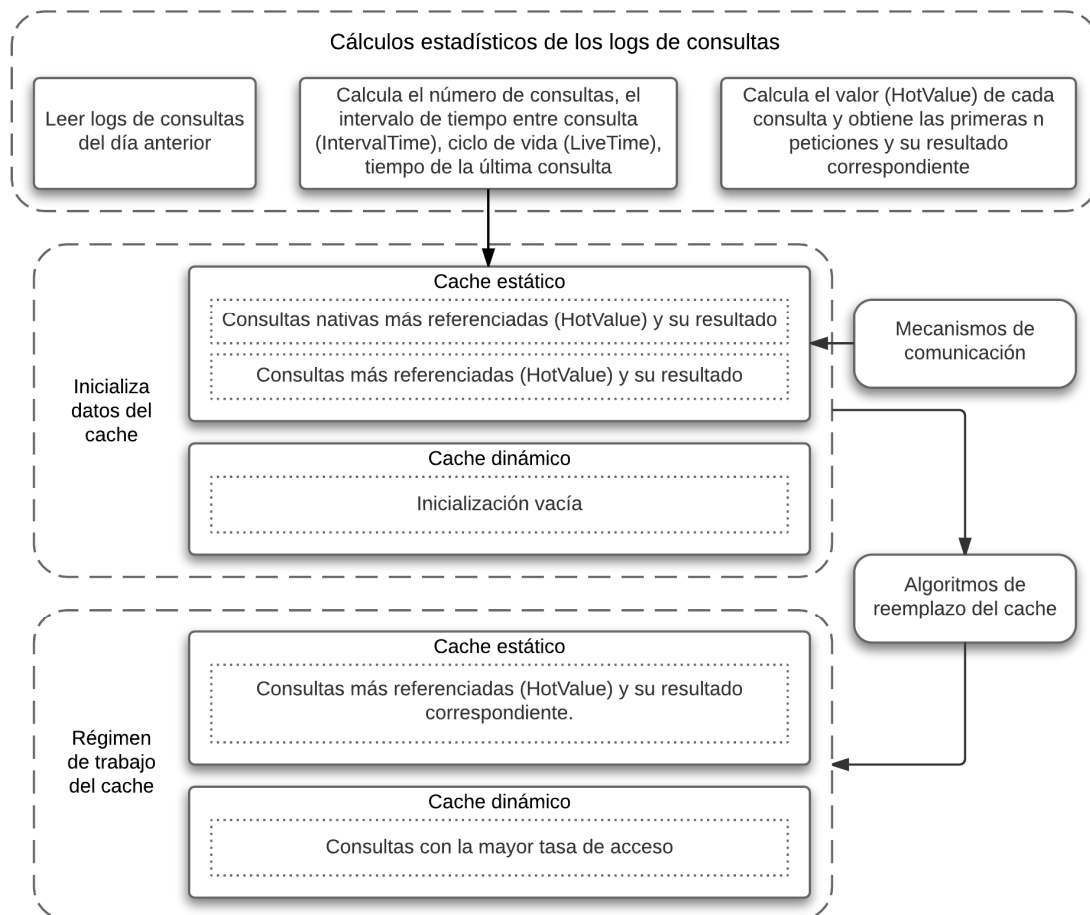 Cálculos estadísticos de los logs de consultas
Leer logs de consultas
del día anterior
Calcula el número de consultas, el
intervalo de tiempo entre consulta
(IntervalTime), ciclo de vida (LiveTime),
tiempo de la última consulta
Calcula el valor (HotValue) de cada
consulta y obtiene las primeras n
peticiones y su resultado
correspondiente
Inicializa
datos del
cache
Cache estático
Consultas nativas más referenciadas (HotValue) y su resultado
Consultas más referenciadas (HotValue) y su resultado
Cache dinámico
Inicialización vacía
Mecanismos de
comunicación
Algoritmos de
reemplazo del cache
Régimen
de trabajo
del cache
Cache estático
Consultas más referenciadas (HotValue) y su resultado
correspondiente.
Cache dinámico
Consultas con la mayor tasa de acceso